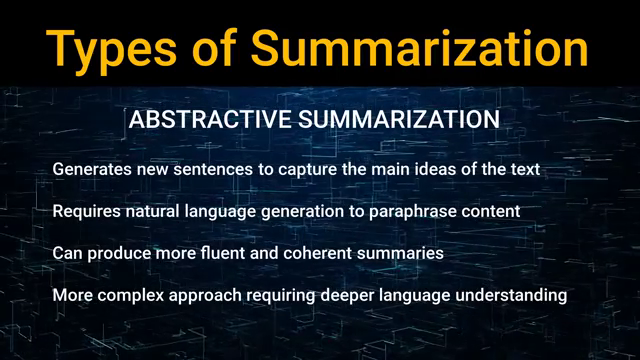 Types of Summarization
ABSTRACTIVE SUMMARIZATION
Generates new sentences to capture the main ideas of the text
Requires natural language generation to paraphrase content
Can produce more fluent and coherent summaries
More complex approach requiring deeper language understanding